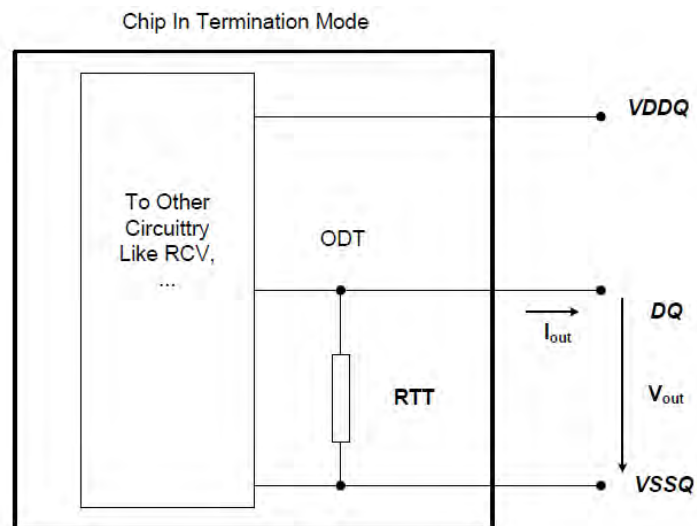 Chip In Termination Mode
VDDQ
To Other
Circuittry
Like RCV,
...
ODT
DQ
Iout
RTT
Vout
VSSQ